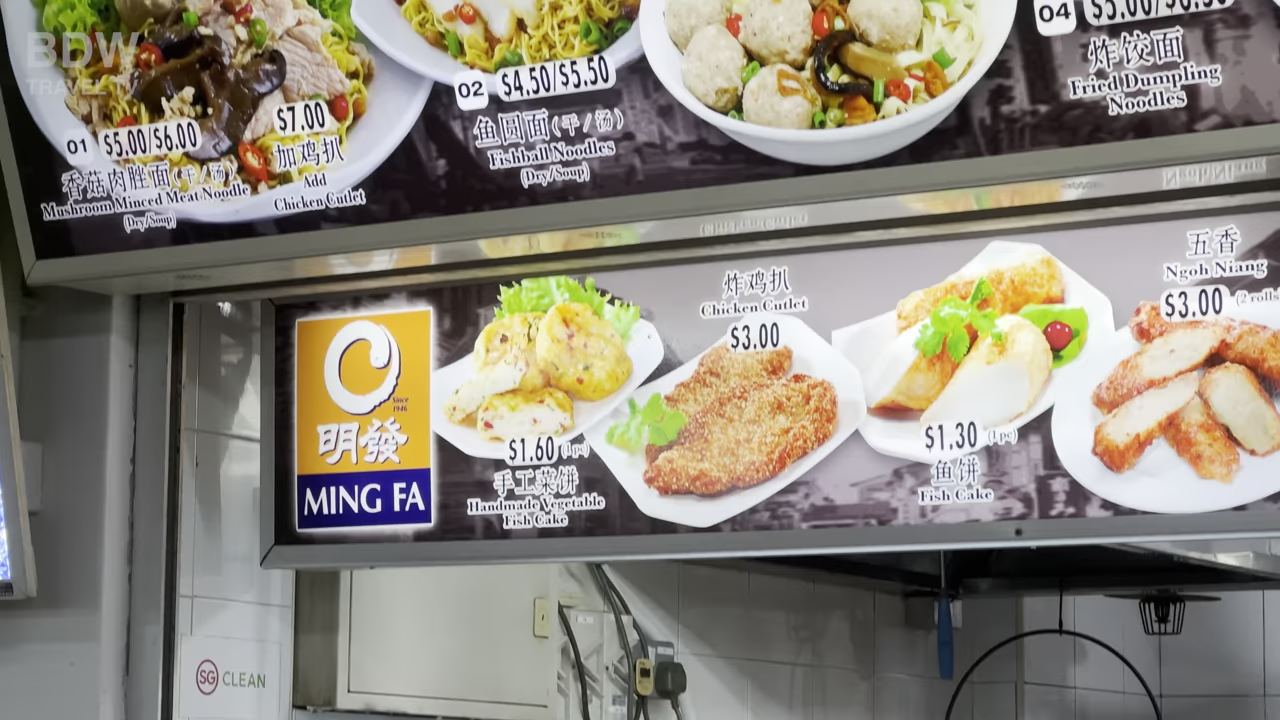 BDW
TRAVEL TV
01 $5.00/$6.00
香菇肉脞面(干/汤)
Mushroom Minced Meat Noodle
(Dry/Soup)
$7.00
加鸡扒
Add
Chicken Cutlet
02 $4.50/$5.50
鱼圆面(干/汤)
Fishball Noodles
(Dry/Soup)
04
炸饺面
Fried Dumpling
Noodles
Since
1946
明發
MING FA
$1.60 (1pc)
手工菜饼
Handmade Vegetable
Fish Cake
炸鸡扒
Chicken Cutlet
$3.00
$1.30 (1pc)
鱼饼
Fish Cake
五香
Ngoh Niang
$3.00 (2 rolls
SG CLEAN